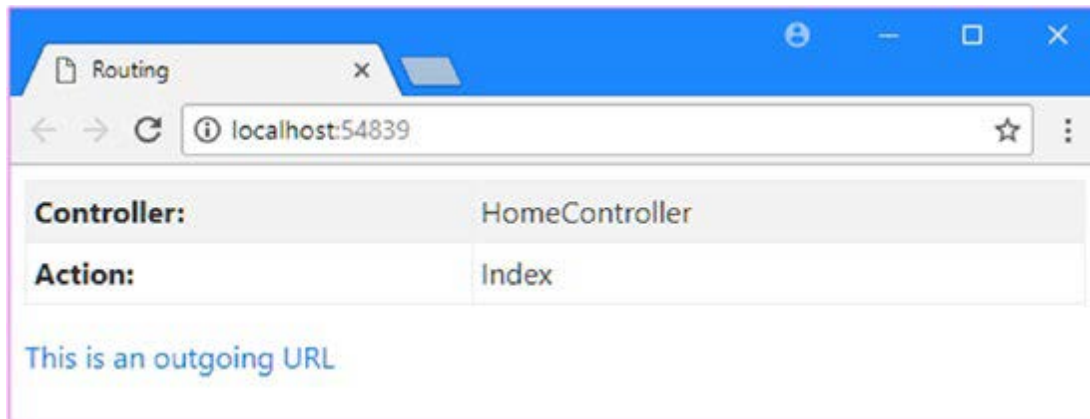 Routing
localhost:54839
Controller: HomeController
Action: Index
This is an outgoing URL